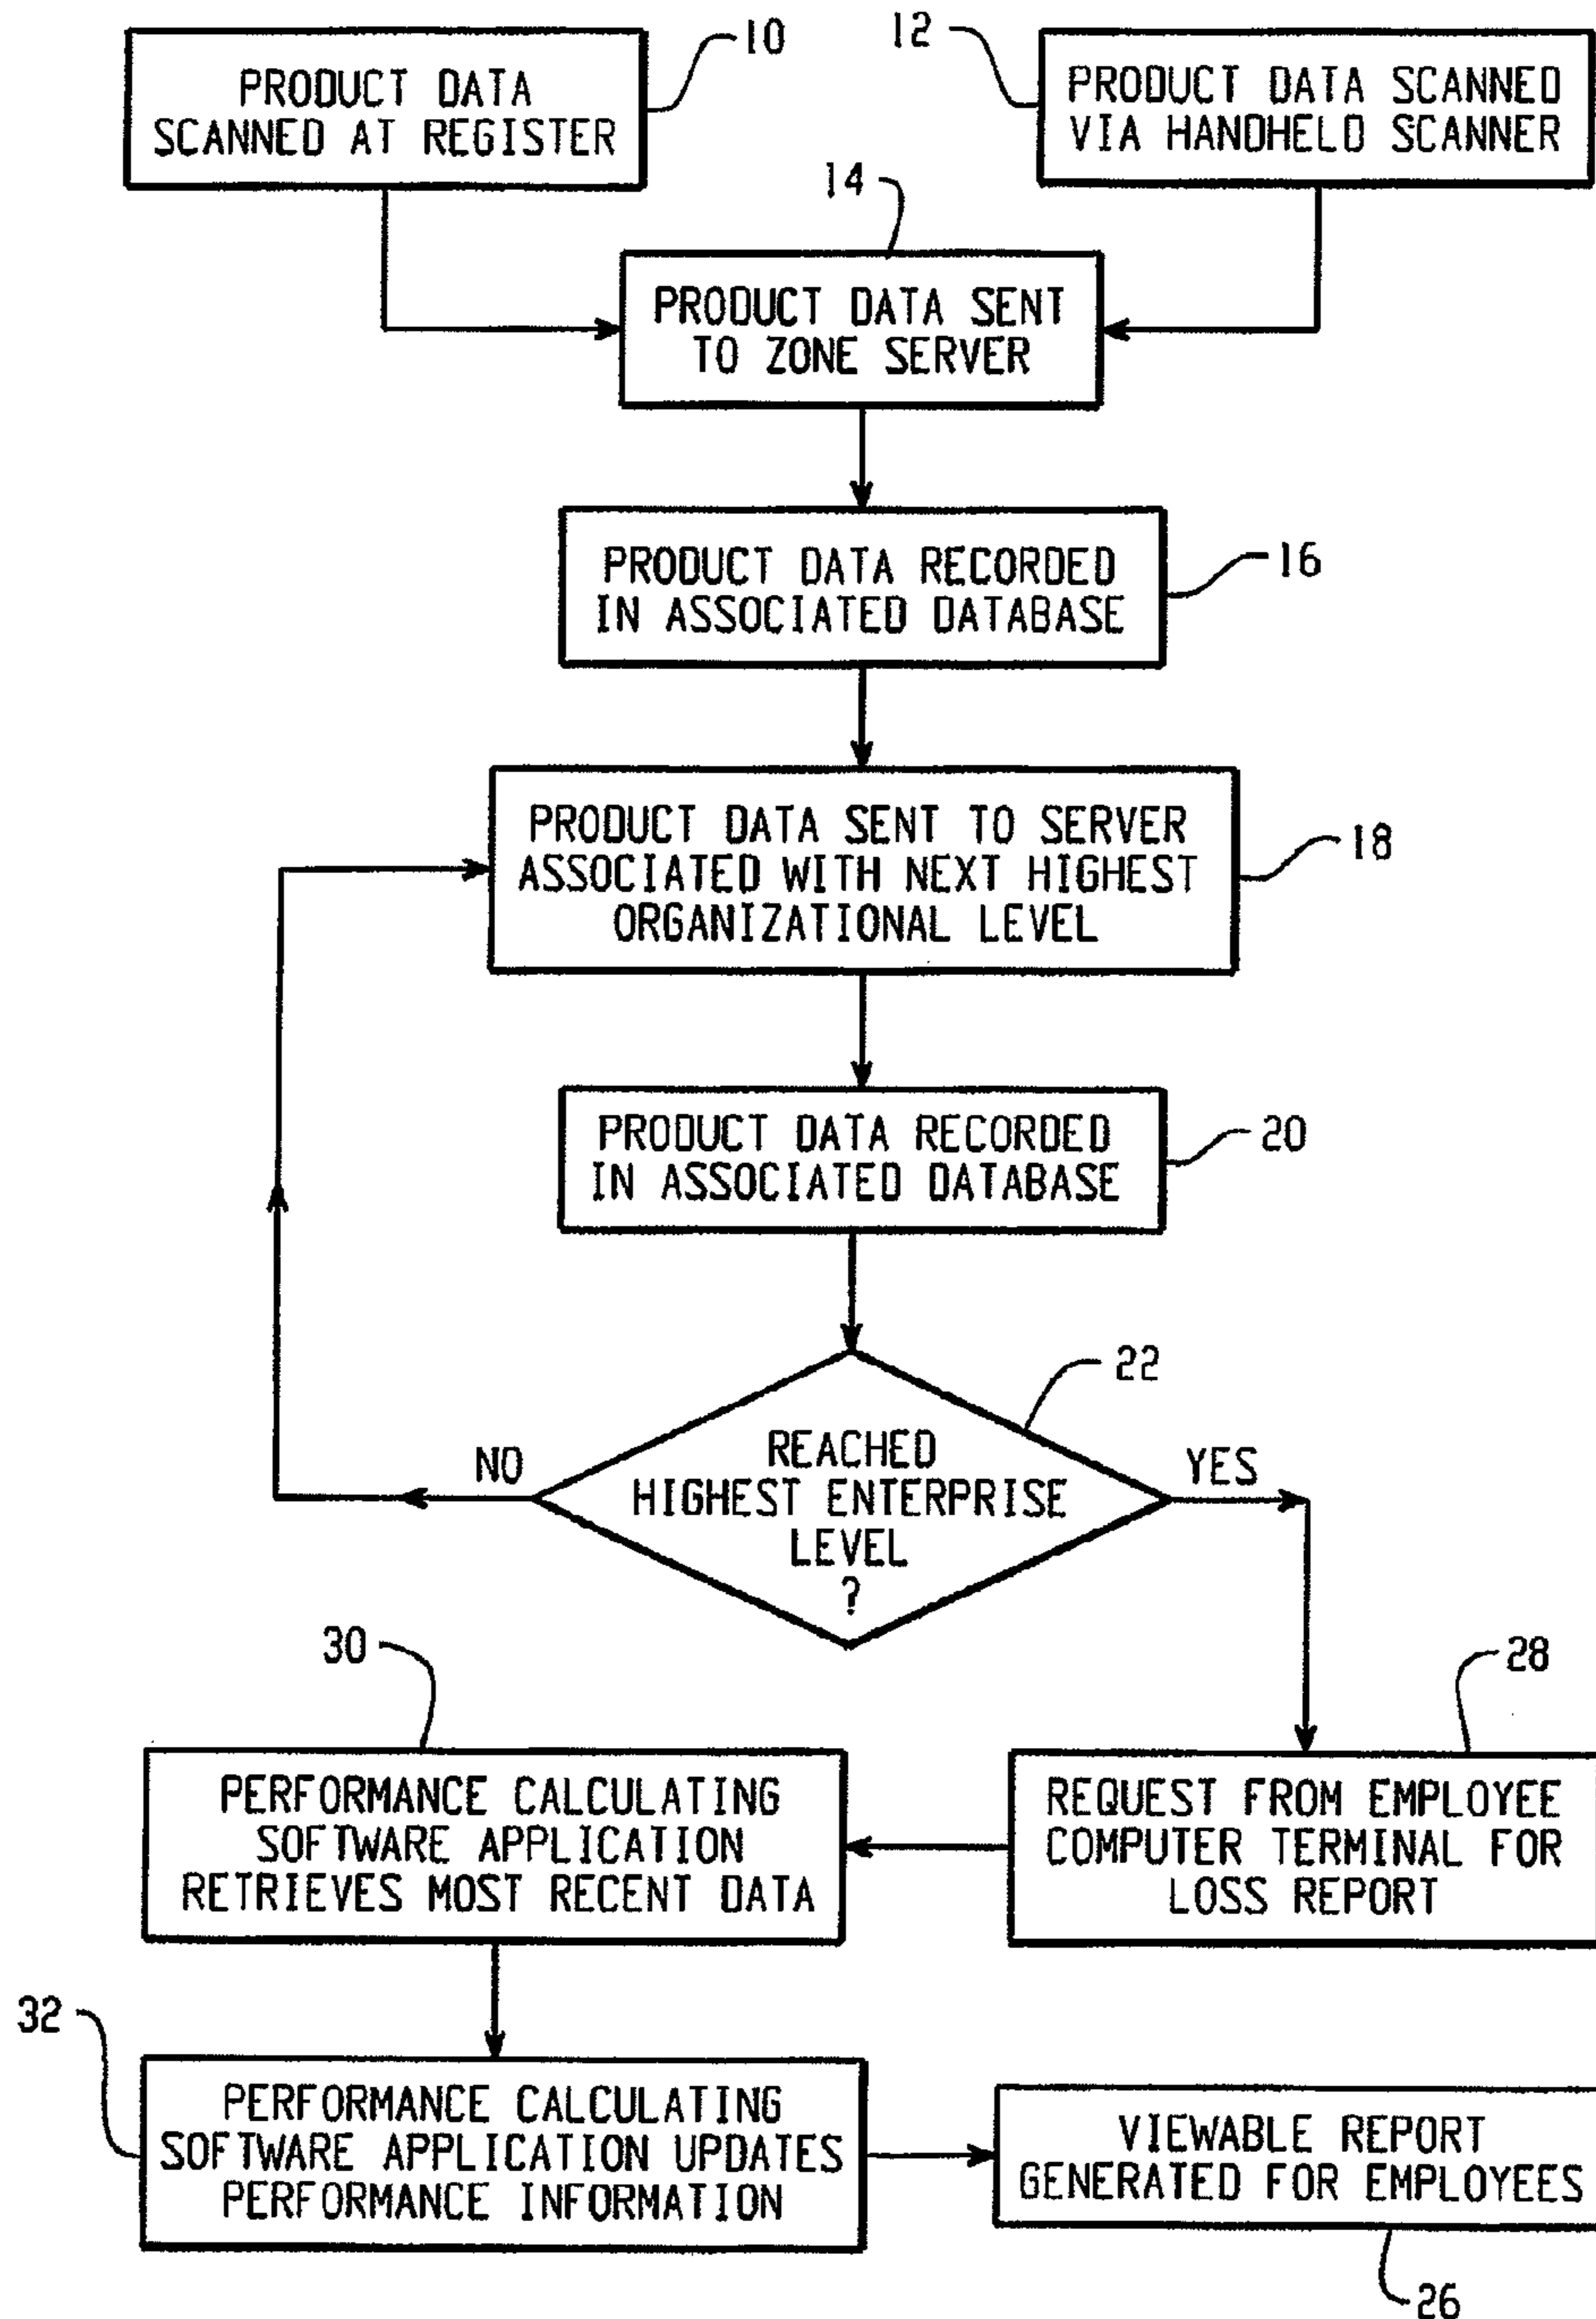 10
PRODUCT DATA
SCANNED AT REGISTER
12
PRODUCT DATA SCANNED
VIA HANDHELD SCANNER
14
PRODUCT DATA SENT
TO ZONE SERVER
16
PRODUCT DATA RECORDED
IN ASSOCIATED DATABASE
18
PRODUCT DATA SENT TO SERVER
ASSOCIATED WITH NEXT HIGHEST
ORGANIZATIONAL LEVEL
20
PRODUCT DATA RECORDED
IN ASSOCIATED DATABASE
22
REACHED
HIGHEST ENTERPRISE
LEVEL
?
NO
YES
28
REQUEST FROM EMPLOYEE
COMPUTER TERMINAL FOR
LOSS REPORT
30
PERFORMANCE CALCULATING
SOFTWARE APPLICATION
RETRIEVES MOST RECENT DATA
32
PERFORMANCE CALCULATING
SOFTWARE APPLICATION UPDATES
PERFORMANCE INFORMATION
VIEWABLE REPORT
GENERATED FOR EMPLOYEES
26